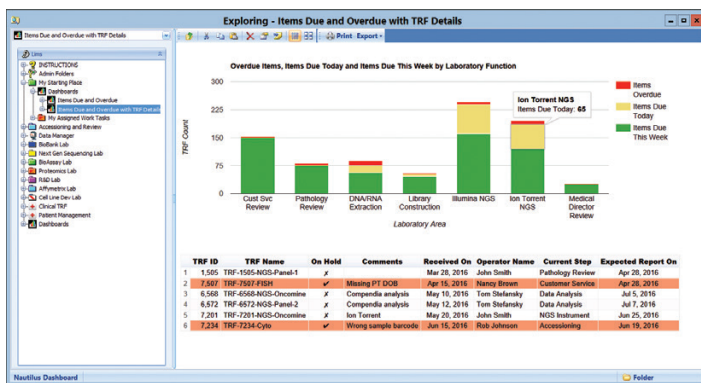 Exploring - Items Due and Overdue with TRF Details
Items Due and Overdue with TRF Details
Print Export
Lims
INSTRUCTIONS
Admin Folders
My Starting Place
Dashboards
Items Due and Overdue
Items Due and Overdue with TRF Details
My Assigned Work Tasks
Accessioning and Review
Data Manager
BioBank Lab
Next Gen Sequencing Lab
BioAssay Lab
Proteomics Lab
R&D Lab
Affymetrix Lab
Cell Line Dev Lab
Clinical TRF
Patient Management
Dashboards
Overdue Items, Items Due Today and Items Due This Week by Laboratory Function
300
225
150
75
0
TRF Count
Ion Torrent NGS
Items Due Today: 65
Items
Overdue
Items Due
Today
Items Due
This Week
Cust Svc
Review
Pathology
Review
DNA/RNA
Extraction
Library
Construction
Illumina NGS
Ion Torrent
NGS
Medical
Director
Review
Laboratory Area
TRF ID TRF Name On Hold Comments Received On Operator Name Current Step Expected Report On
1 1,505 TRF-1505-NGS-Panel-1 ✗ Mar 28, 2016 John Smith Pathology Review Apr 28, 2016
2 7,507 TRF-7507-FISH ✔ Missing PT DOB Apr 15, 2016 Nancy Brown Customer Service Apr 28, 2016
3 6,568 TRF-6568-NGS-Oncomine ✗ Compendia analysis May 10, 2016 Tom Stefansky Data Analysis Jul 5, 2016
4 6,572 TRF-6572-NGS-Panel-2 ✗ Compendia analysis May 12, 2016 Tom Stefansky Data Analysis Jul 7, 2016
5 7,201 TRF-7201-NGS-Oncomine ✗ Ion Torrent May 20, 2016 John Smith NGS Instrument Jun 25, 2016
6 7,234 TRF-7234-Cyto ✔ Wrong sample barcode Jun 15, 2016 Rob Johnson Accessioning Jun 19, 2016
Nautilus Dashboard
Folder